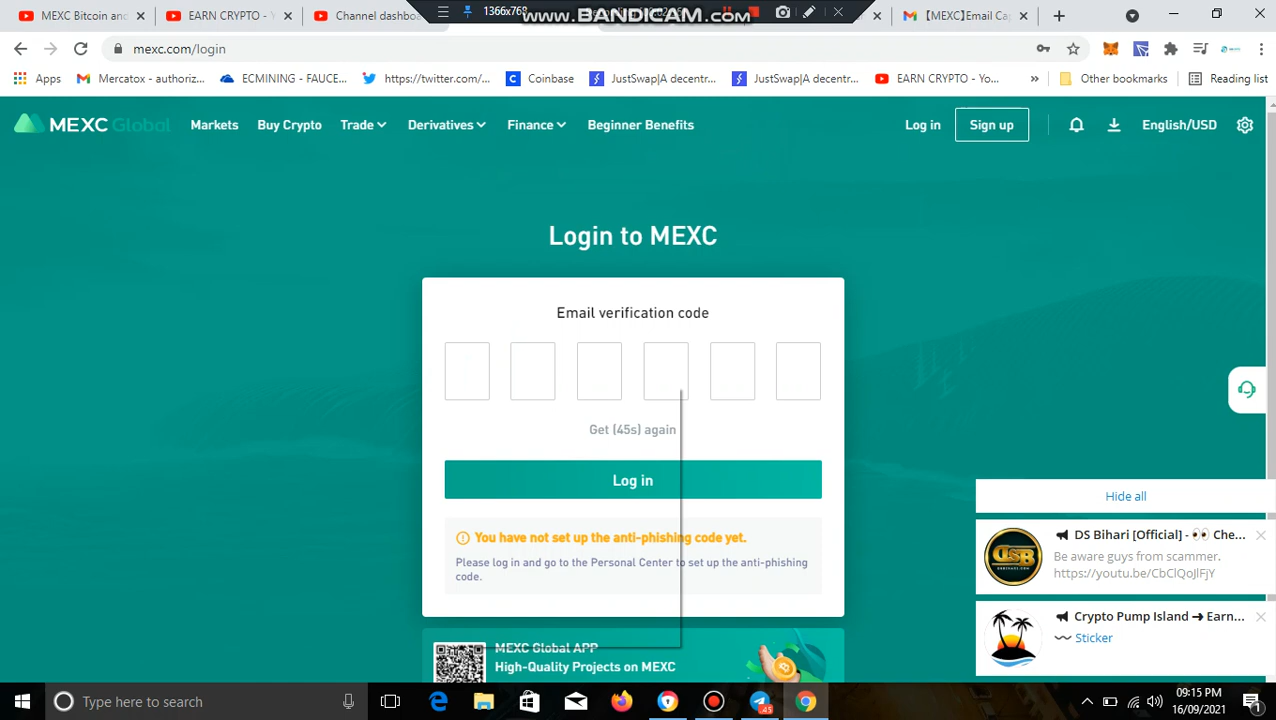 MEXC Bitcoin and
EARN CRYPTO - Y
Channel dashboa
1366x768
www.BANDICAM.com
[MEXC]Email Cap
mexc.com/login
Apps
Mercatox - authoriz...
ECMINING - FAUCE...
https://twitter.com/...
Coinbase
JustSwap|A decentr...
JustSwap|A decentr...
EARN CRYPTO - Yo...
»
Other bookmarks
Reading list
MEXC Global
Markets
Buy Crypto
Trade
Derivatives
Finance
Beginner Benefits
Log in
Sign up
English/USD
Login to MEXC
Email verification code
Get (45s) again
Log in
You have not set up the anti-phishing code yet.
Please log in and go to the Personal Center to set up the anti-phishing
code.
MEXC Global APP
High-Quality Projects on MEXC
Hide all
DS Bihari [Official] - 👀 Che...
Be aware guys from scammer.
https://youtu.be/CbClQoJlFjY
Crypto Pump Island ➜ Earn...
Sticker
Type here to search
09:15 PM
16/09/2021